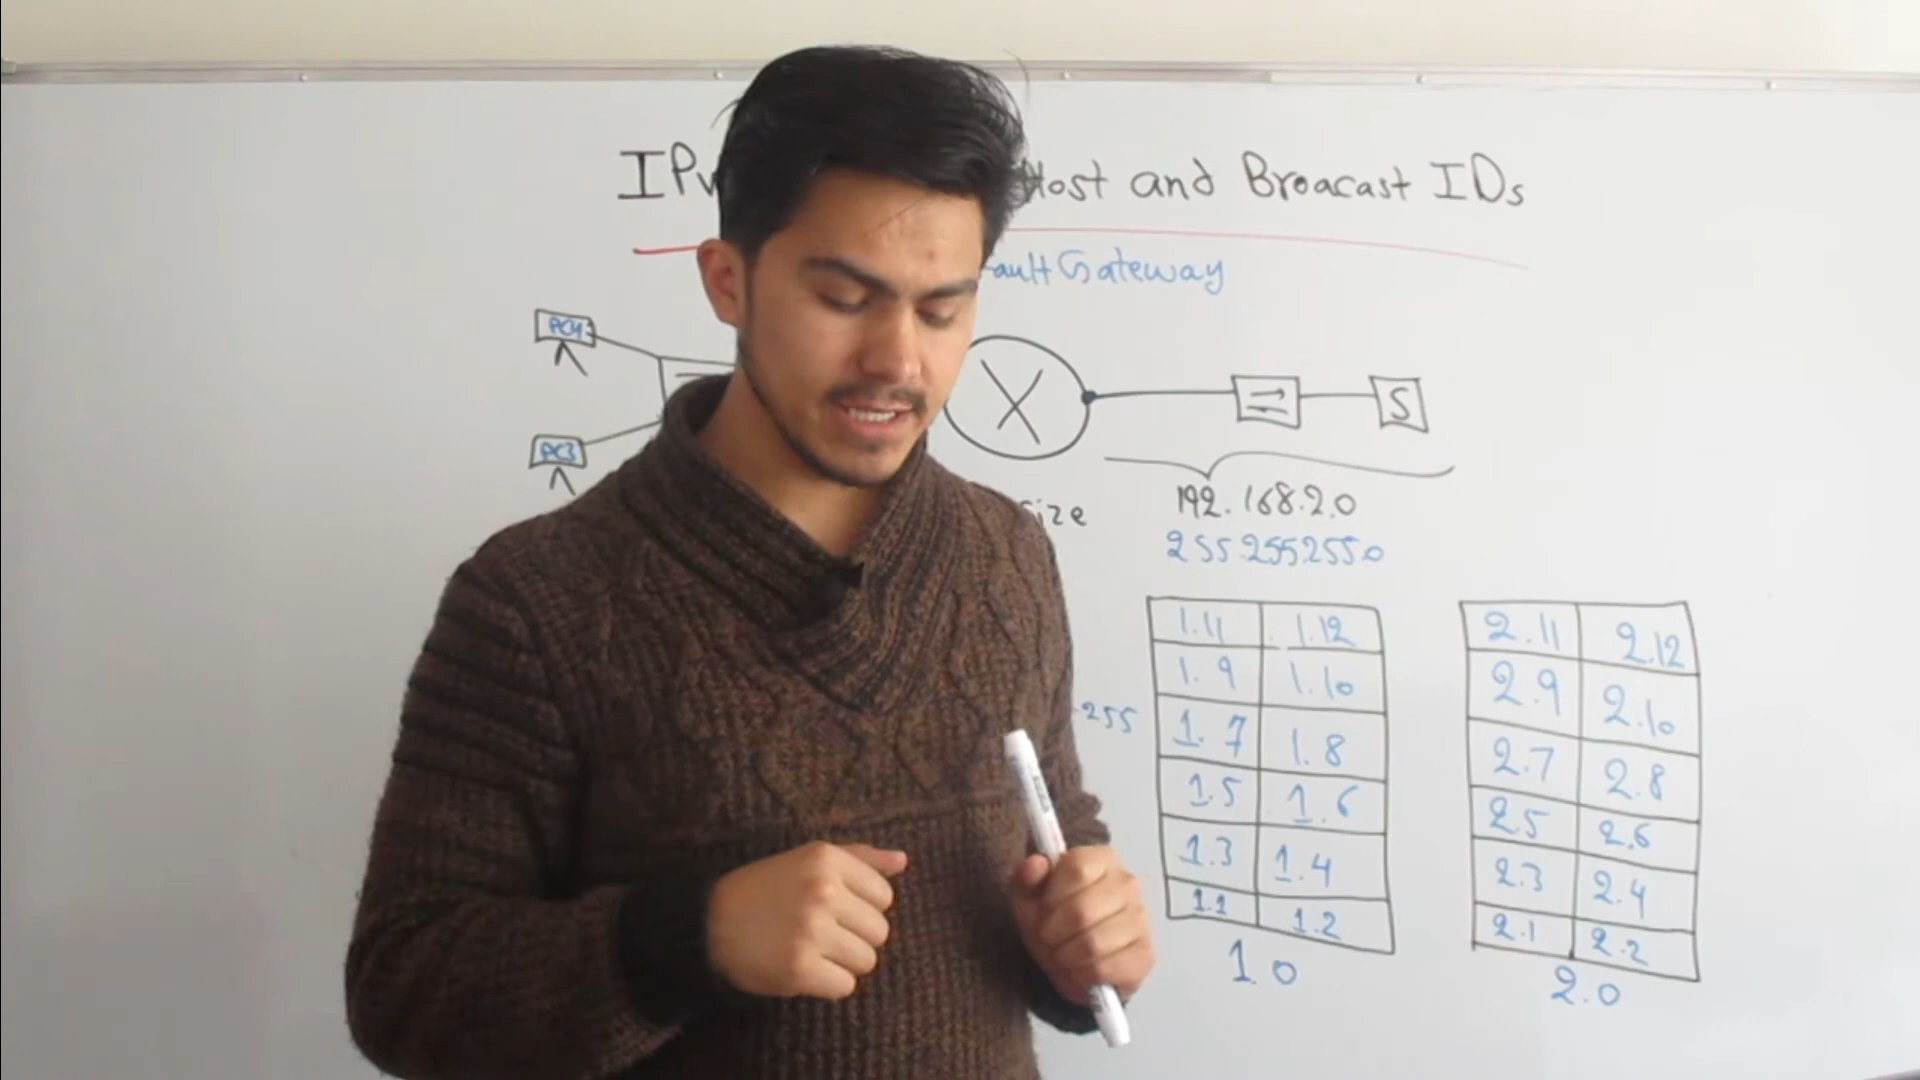 IPv Host and Broacast IDs
ault Gateway
PC4
X
S
PC3
ize
192.168.2.0
255.255.255.0
1.11 1.12
1.9 1.10
-255
1.7 1.8
1.5 1.6
1.3 1.4
1.1 1.2
1.0
2.11 2.12
2.9 2.10
2.7 2.8
2.5 2.6
2.3 2.4
2.1 2.2
2.0